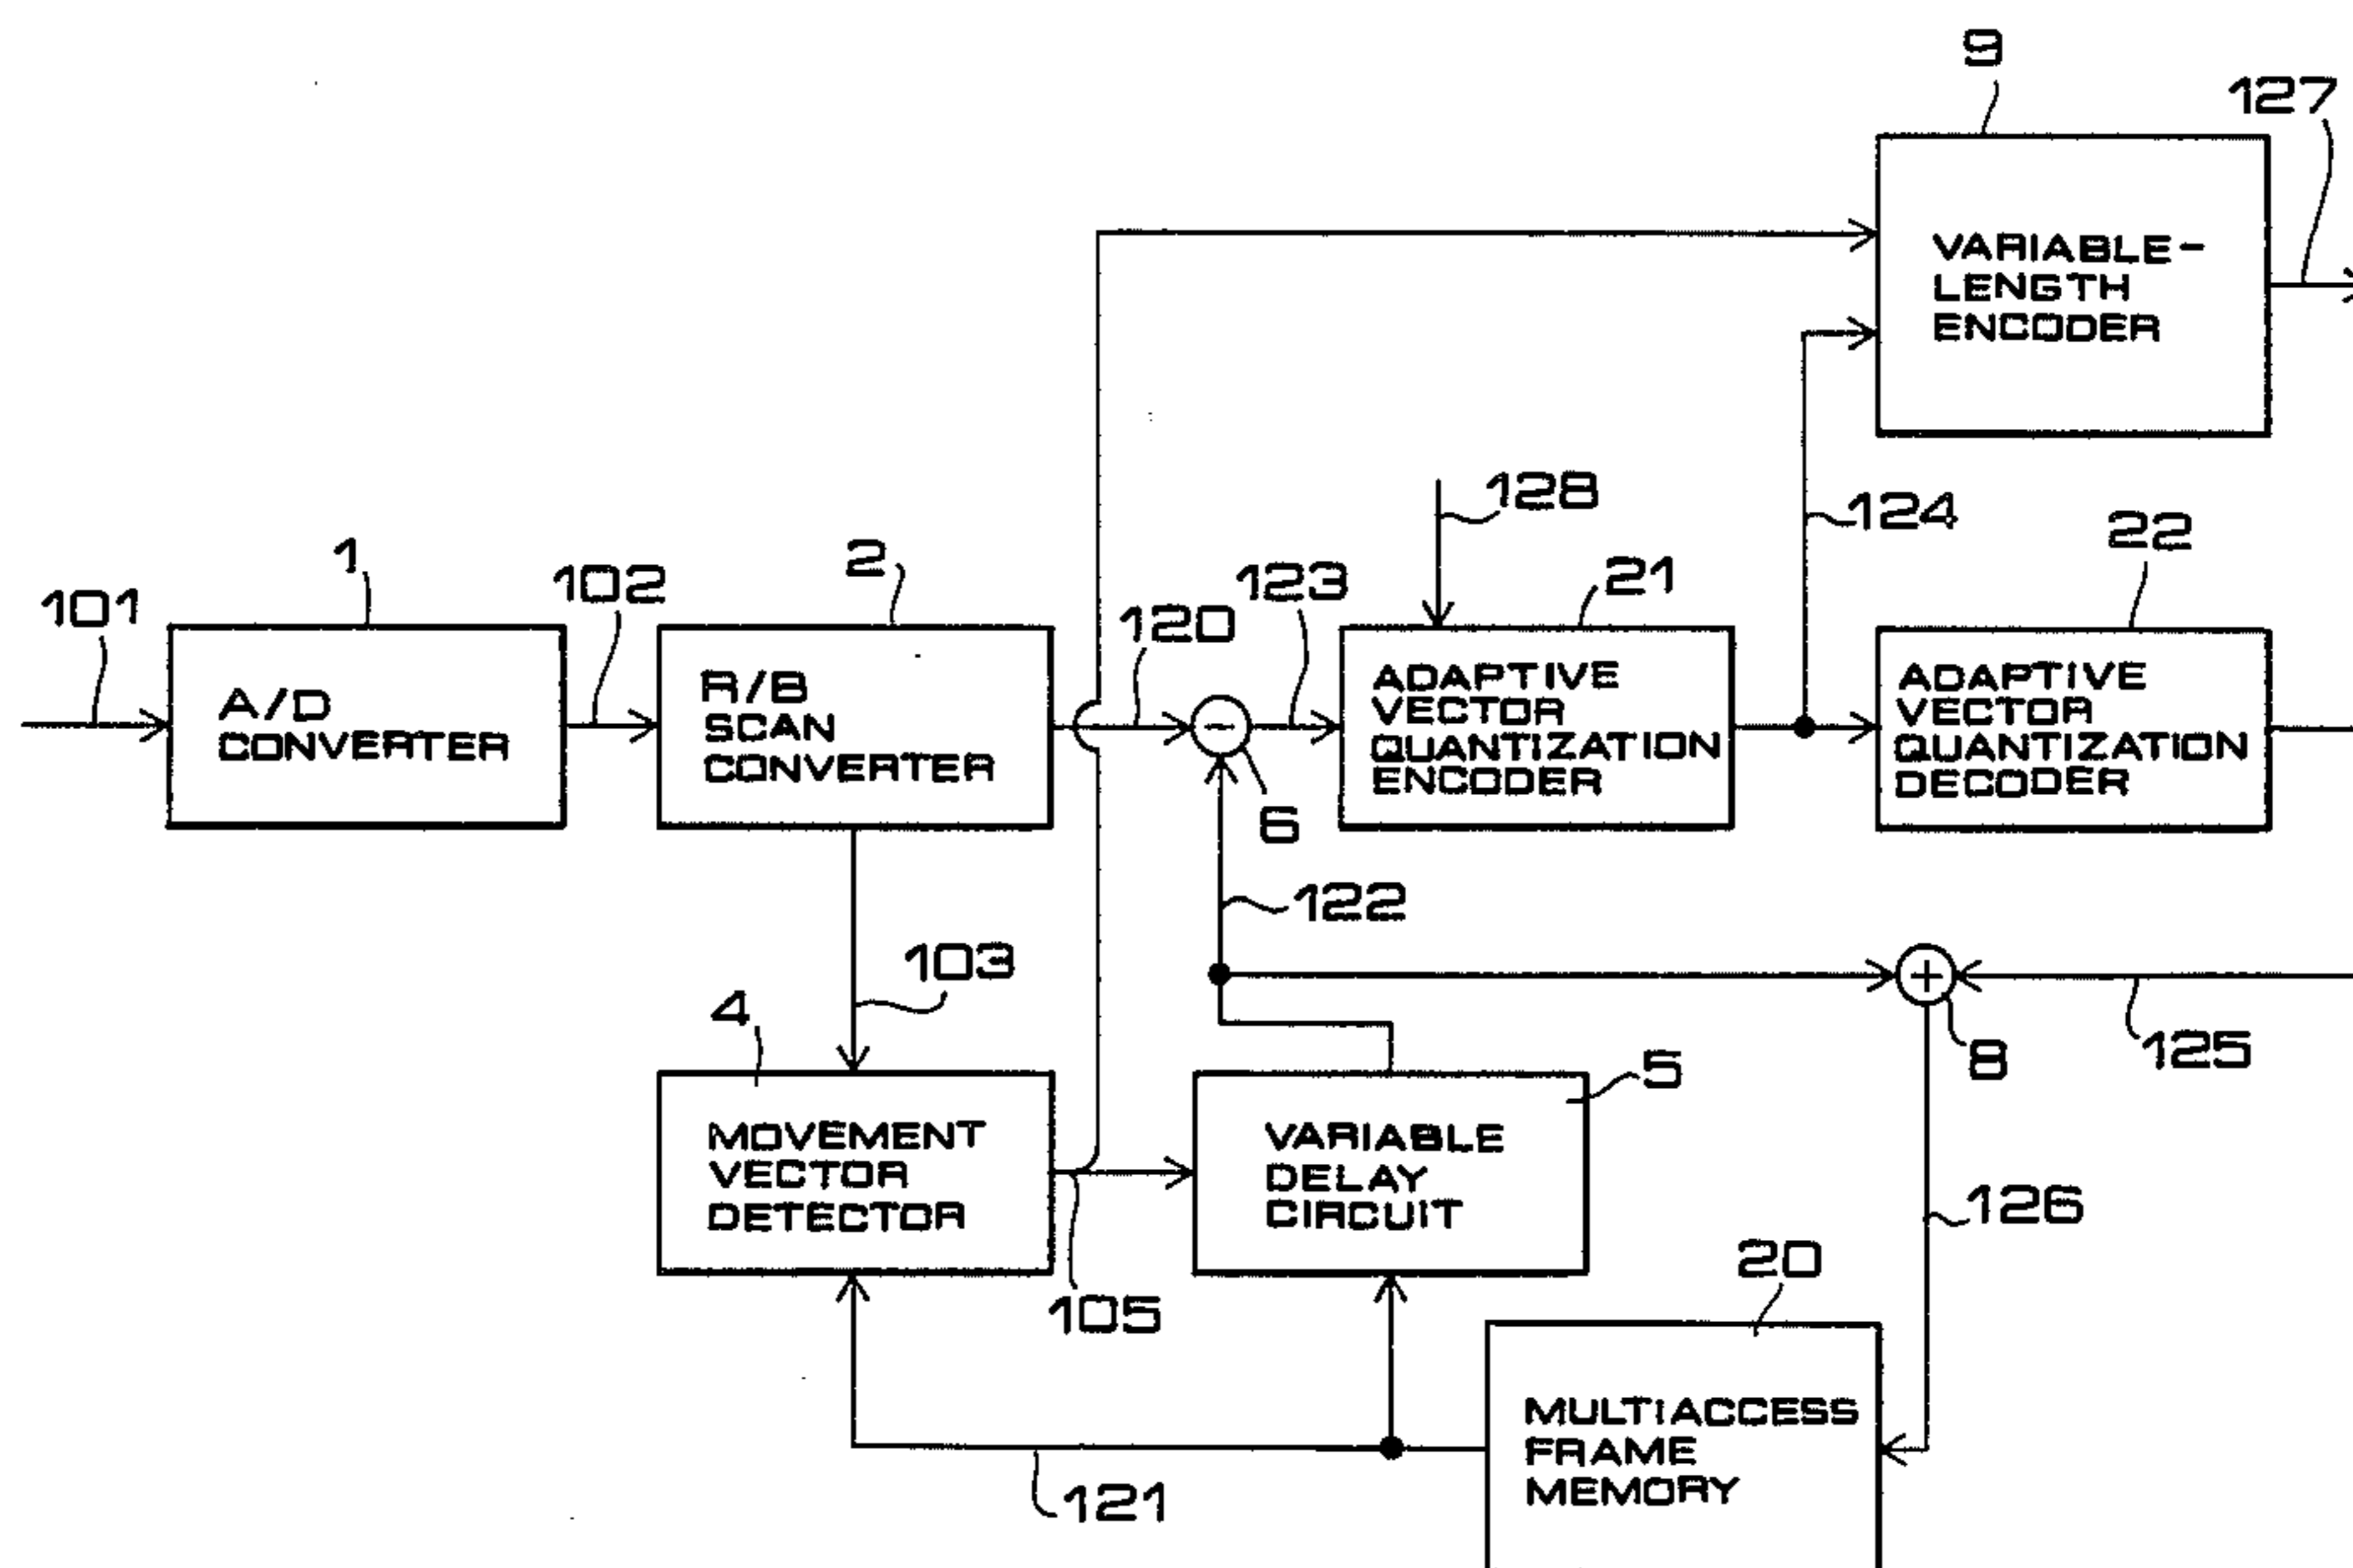 9
127
VARIABLE-
LENGTH
ENCODER
128
124
22
1
2
21
101
102
120
123
A/D
CONVERTER
R/B
SCAN
CONVERTER
−
ADAPTIVE
VECTOR
QUANTIZATION
ENCODER
ADAPTIVE
VECTOR
QUANTIZATION
DECODER
6
122
103
+
4
8
125
5
MOVEMENT
VECTOR
DETECTOR
VARIABLE
DELAY
CIRCUIT
126
20
105
MULTIACCESS
FRAME
MEMORY
121